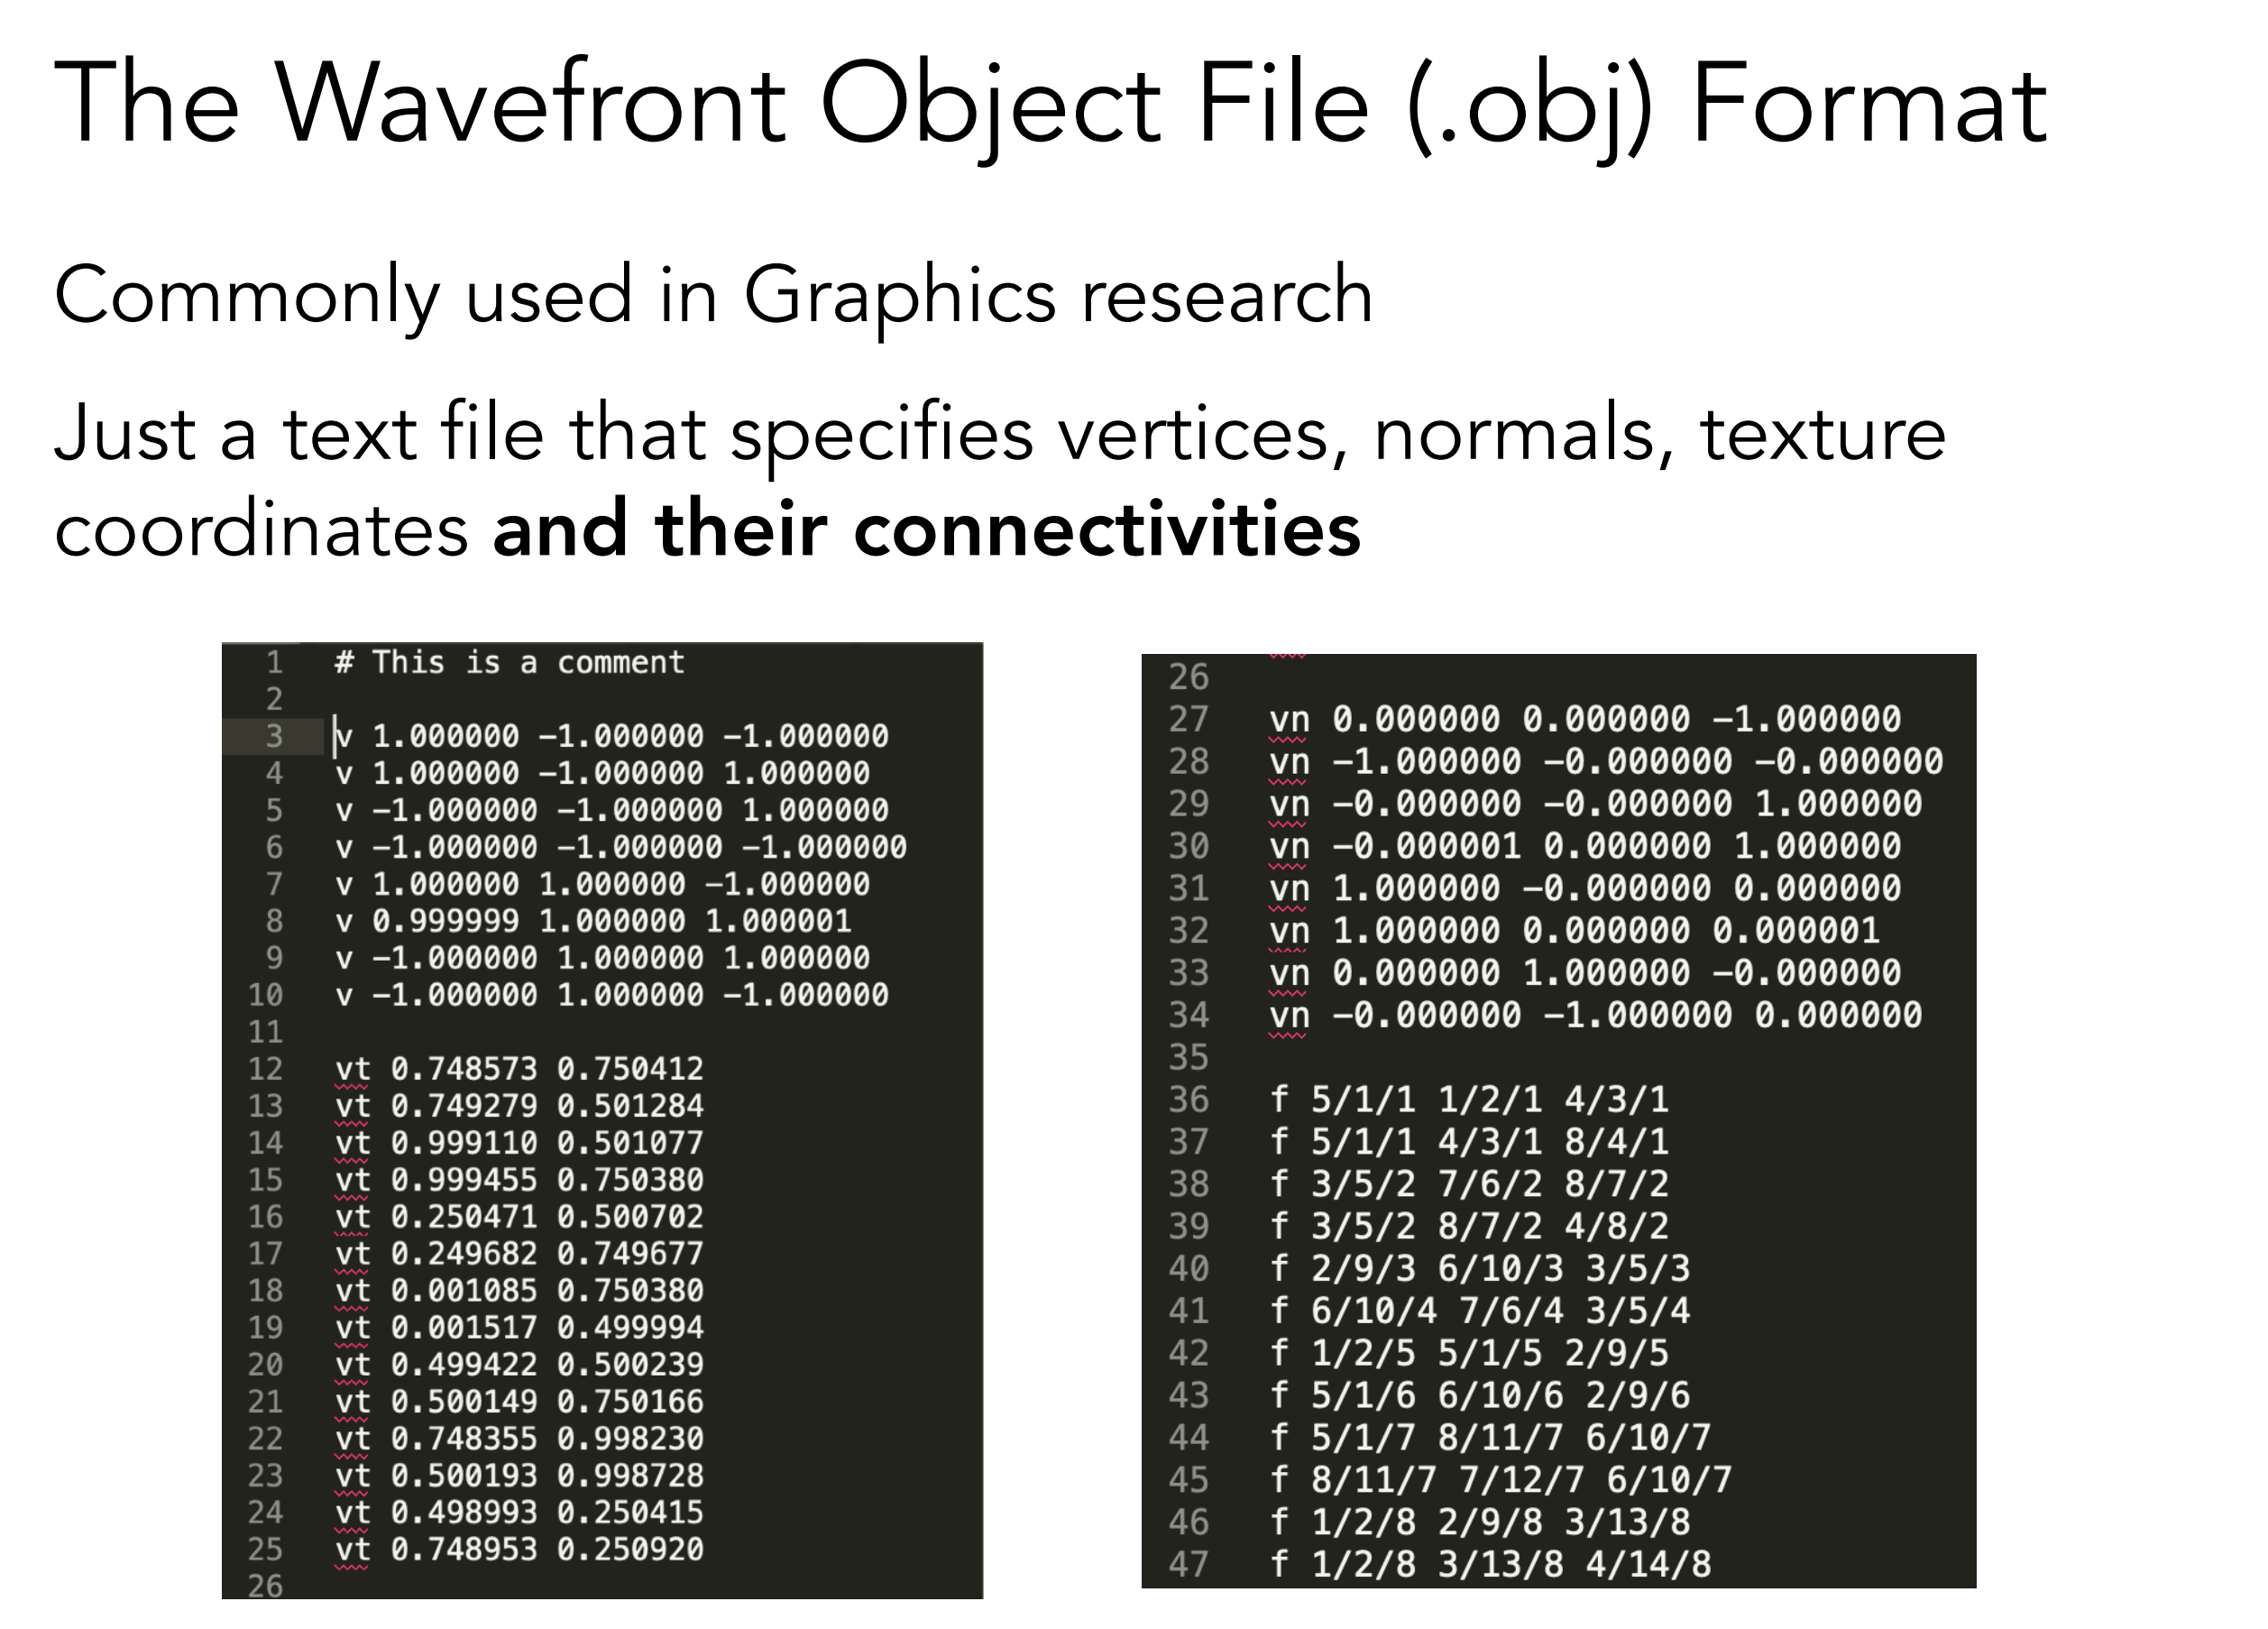 The Wavefront Object File (.obj) Format
Commonly used in Graphics research
Just a text file that specifies vertices, normals, texture
coordinates and their connectivities
1 # This is a comment
2
3 v 1.000000 -1.000000 -1.000000
4 v 1.000000 -1.000000 1.000000
5 v -1.000000 -1.000000 1.000000
6 v -1.000000 -1.000000 -1.000000
7 v 1.000000 1.000000 -1.000000
8 v 0.999999 1.000000 1.000001
9 v -1.000000 1.000000 1.000000
10 v -1.000000 1.000000 -1.000000
11
12 vt 0.748573 0.750412
13 vt 0.749279 0.501284
14 vt 0.999110 0.501077
15 vt 0.999455 0.750380
16 vt 0.250471 0.500702
17 vt 0.249682 0.749677
18 vt 0.001085 0.750380
19 vt 0.001517 0.499994
20 vt 0.499422 0.500239
21 vt 0.500149 0.750166
22 vt 0.748355 0.998230
23 vt 0.500193 0.998728
24 vt 0.498993 0.250415
25 vt 0.748953 0.250920
26
26
27 vn 0.000000 0.000000 -1.000000
28 vn -1.000000 -0.000000 -0.000000
29 vn -0.000000 -0.000000 1.000000
30 vn -0.000001 0.000000 1.000000
31 vn 1.000000 -0.000000 0.000000
32 vn 1.000000 0.000000 0.000001
33 vn 0.000000 1.000000 -0.000000
34 vn -0.000000 -1.000000 0.000000
35
36 f 5/1/1 1/2/1 4/3/1
37 f 5/1/1 4/3/1 8/4/1
38 f 3/5/2 7/6/2 8/7/2
39 f 3/5/2 8/7/2 4/8/2
40 f 2/9/3 6/10/3 3/5/3
41 f 6/10/4 7/6/4 3/5/4
42 f 1/2/5 5/1/5 2/9/5
43 f 5/1/6 6/10/6 2/9/6
44 f 5/1/7 8/11/7 6/10/7
45 f 8/11/7 7/12/7 6/10/7
46 f 1/2/8 2/9/8 3/13/8
47 f 1/2/8 3/13/8 4/14/8